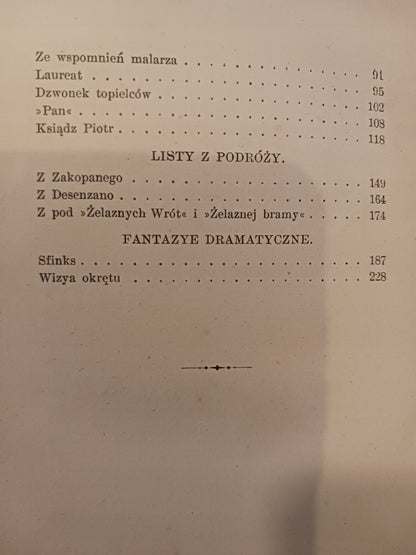 Ze wspomnień malarza . . . . . . . . . . . 91
Laureat . . . . . . . . . . . . . . . . . . 95
Dzwonek topielców . . . . . . . . . . . . 102
»Pan« . . . . . . . . . . . . . . . . . . . 108
Ksiądz Piotr . . . . . . . . . . . . . . . . 118
LISTY Z PODRÓŻY.
Z Zakopanego . . . . . . . . . . . . . . . 149
Z Desenzano . . . . . . . . . . . . . . . . 164
Z pod »Żelaznych Wrót« i »Żelaznej bramy« . . . . . 174
FANTAZYE DRAMATYCZNE.
Sfinks . . . . . . . . . . . . . . . . . . . 187
Wizya okrętu . . . . . . . . . . . . . . . 228